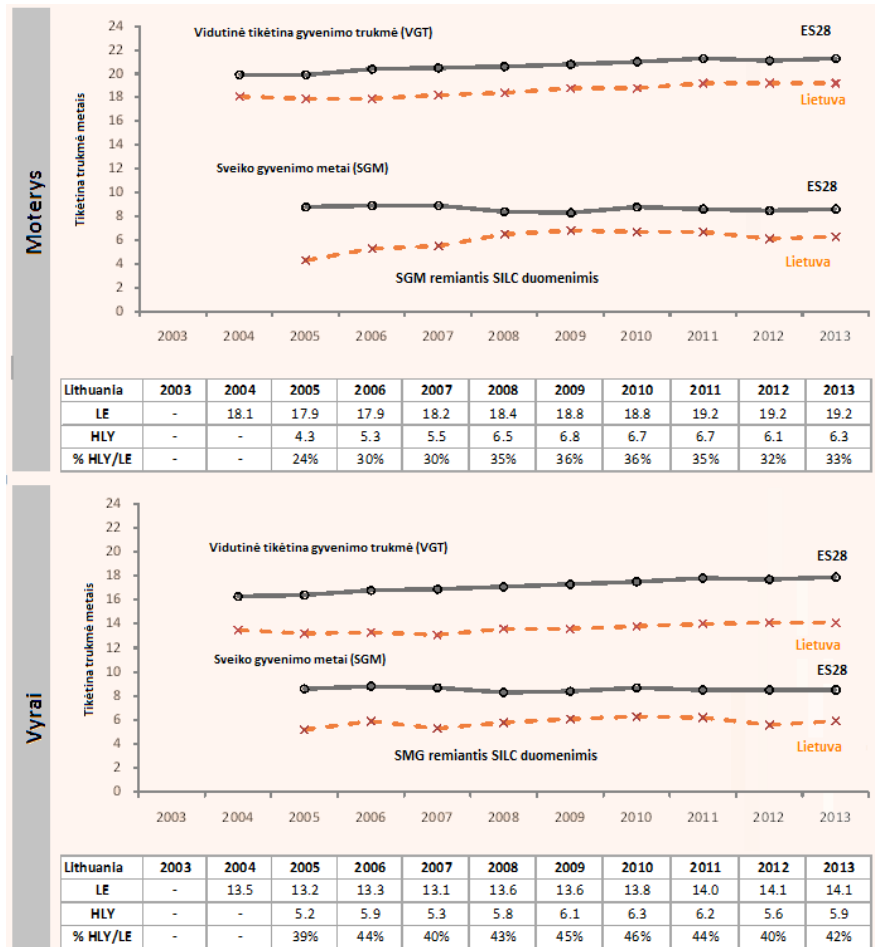 Moterys
Tikėtina trukmė metais
24
22
20
18
16
14
12
10
8
6
4
2
0
Vidutinė tikėtina gyvenimo trukmė (VGT)
ES28
Lietuva
Sveiko gyvenimo metai (SGM)
ES28
Lietuva
SGM remiantis SILC duomenimis
2003 2004 2005 2006 2007 2008 2009 2010 2011 2012 2013
Lithuania 2003 2004 2005 2006 2007 2008 2009 2010 2011 2012 2013
LE - 18.1 17.9 17.9 18.2 18.4 18.8 18.8 19.2 19.2 19.2
HLY - - 4.3 5.3 5.5 6.5 6.8 6.7 6.7 6.1 6.3
% HLY/LE - - 24% 30% 30% 35% 36% 36% 35% 32% 33%
Vyrai
Tikėtina trukmė metais
24
22
20
18
16
14
12
10
8
6
4
2
0
Vidutinė tikėtina gyvenimo trukmė (VGT)
ES28
Lietuva
Sveiko gyvenimo metai (SGM)
ES28
Lietuva
SMG remiantis SILC duomenimis
2003 2004 2005 2006 2007 2008 2009 2010 2011 2012 2013
Lithuania 2003 2004 2005 2006 2007 2008 2009 2010 2011 2012 2013
LE - 13.5 13.2 13.3 13.1 13.6 13.6 13.8 14.0 14.1 14.1
HLY - - 5.2 5.9 5.3 5.8 6.1 6.3 6.2 5.6 5.9
% HLY/LE - - 39% 44% 40% 43% 45% 46% 44% 40% 42%